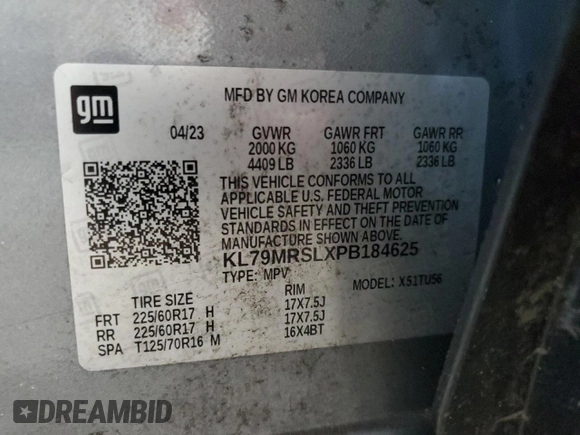 gm
MFD BY GM KOREA COMPANY
04/23 GVWR GAWR FRT GAWR RR
2000 KG 1060 KG 1060 KG
4409 LB 2336 LB 2336 LB
THIS VEHICLE CONFORMS TO ALL
APPLICABLE U.S. FEDERAL MOTOR
VEHICLE SAFETY AND THEFT PREVENTION
STANDARDS IN EFFECT ON THE DATE OF
MANUFACTURE SHOWN ABOVE.
KL79MRSLXPB184625
TYPE: MPV MODEL: X51TU56
TIRE SIZE RIM
FRT 225/60R17 H 17X7.5J
RR 225/60R17 H 17X7.5J
SPA T125/70R16 M 16X4BT
DREAMBID